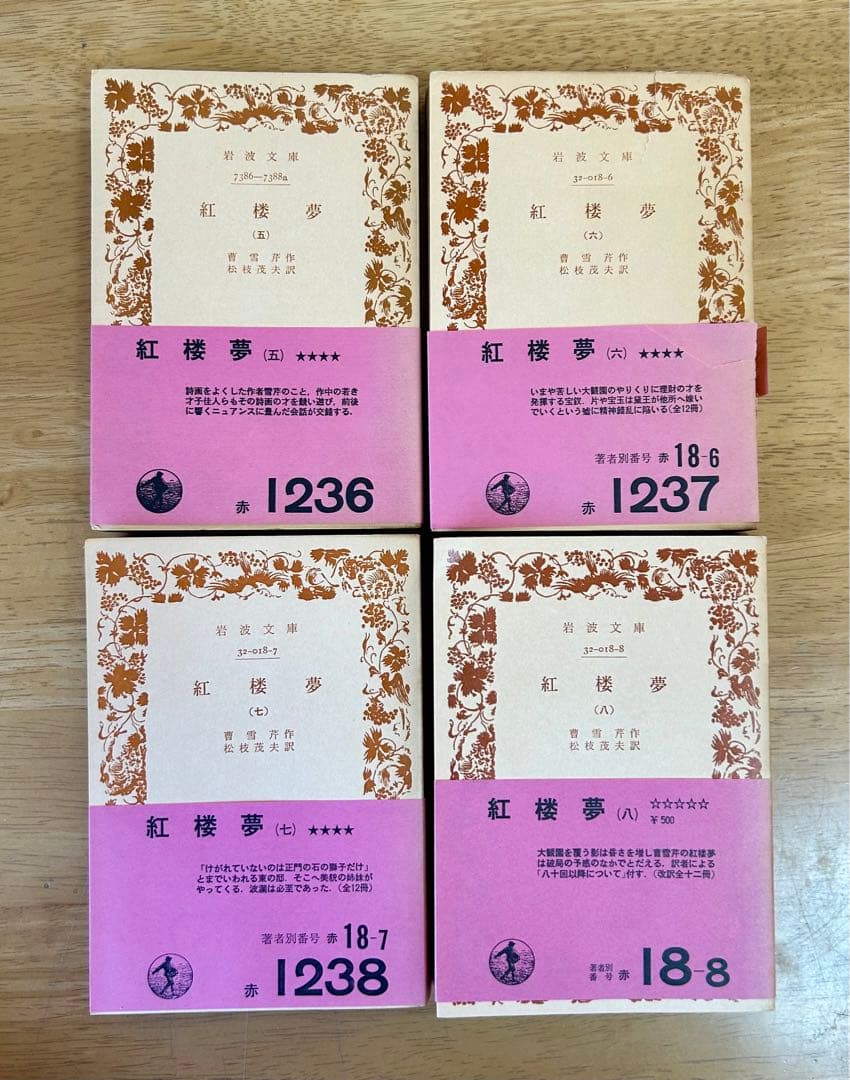 岩波文庫
7386—7388a
紅楼夢
(五)
曹雪芹作
松枝茂夫訳
紅楼夢(五) ★★★★
詩画をよくした作者雪芹のこと,作中の若き
才子佳人らもその詩画の才を競い遊び,前後
に響くニュアンスに豊んだ会話が交錯する.
赤 1236
岩波文庫
32-018-6
紅楼夢
(六)
曹雪芹作
松枝茂夫訳
紅楼夢(六) ★★★★
いまや苦しい大観園のやりくりに理財の才を
発揮する宝釵.片や宝玉は黛玉が他所へ嫁い
でいくという嘘に精神錯乱に陥いる(全12冊)
著者別番号 赤 18-6
赤 1237
岩波文庫
32-018-7
紅楼夢
(七)
曹雪芹作
松枝茂夫訳
紅楼夢(七) ★★★★
「けがれていないのは正門の石の獅子だけ」
とまでいわれる東の邸.そこへ美貌の姉妹が
やってくる.波瀾は必至であった.(全12冊)
著者別番号 赤 18-7
赤 1238
岩波文庫
32-018-8
紅楼夢
(八)
曹雪芹作
松枝茂夫訳
紅楼夢(八) ☆☆☆☆☆
¥500
大観園を覆う影は昏さを増し曹雪芹の紅楼夢
は破局の予感のなかでとだえる.訳者による
「八十回以降について」付す.(改訳全十二冊)
著者別
番号 赤 18-8